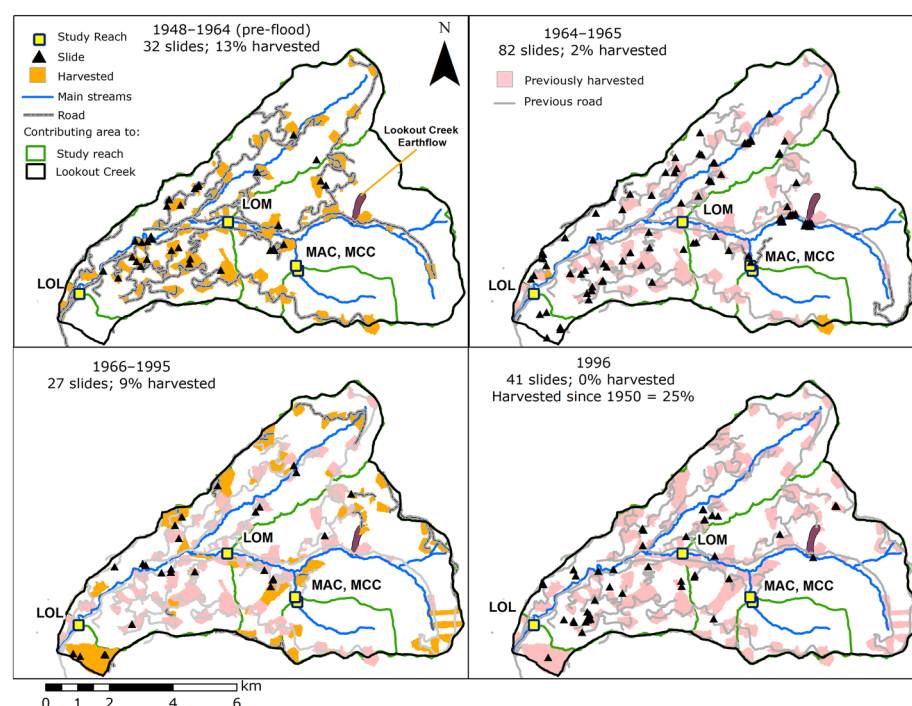 1948–1964 (pre-flood)
32 slides; 13% harvested
N
Study Reach
Slide
Harvested
Main streams
Road
Contributing area to:
Study reach
Lookout Creek
Lookout Creek
Earthflow
LOM
MAC, MCC
LOL
1964–1965
82 slides; 2% harvested
Previously harvested
Previous road
LOM
MAC, MCC
LOL
1966–1995
27 slides; 9% harvested
LOM
MAC, MCC
LOL
1996
41 slides; 0% harvested
Harvested since 1950 = 25%
LOM
MAC, MCC
LOL
km
0 1 2 4 6